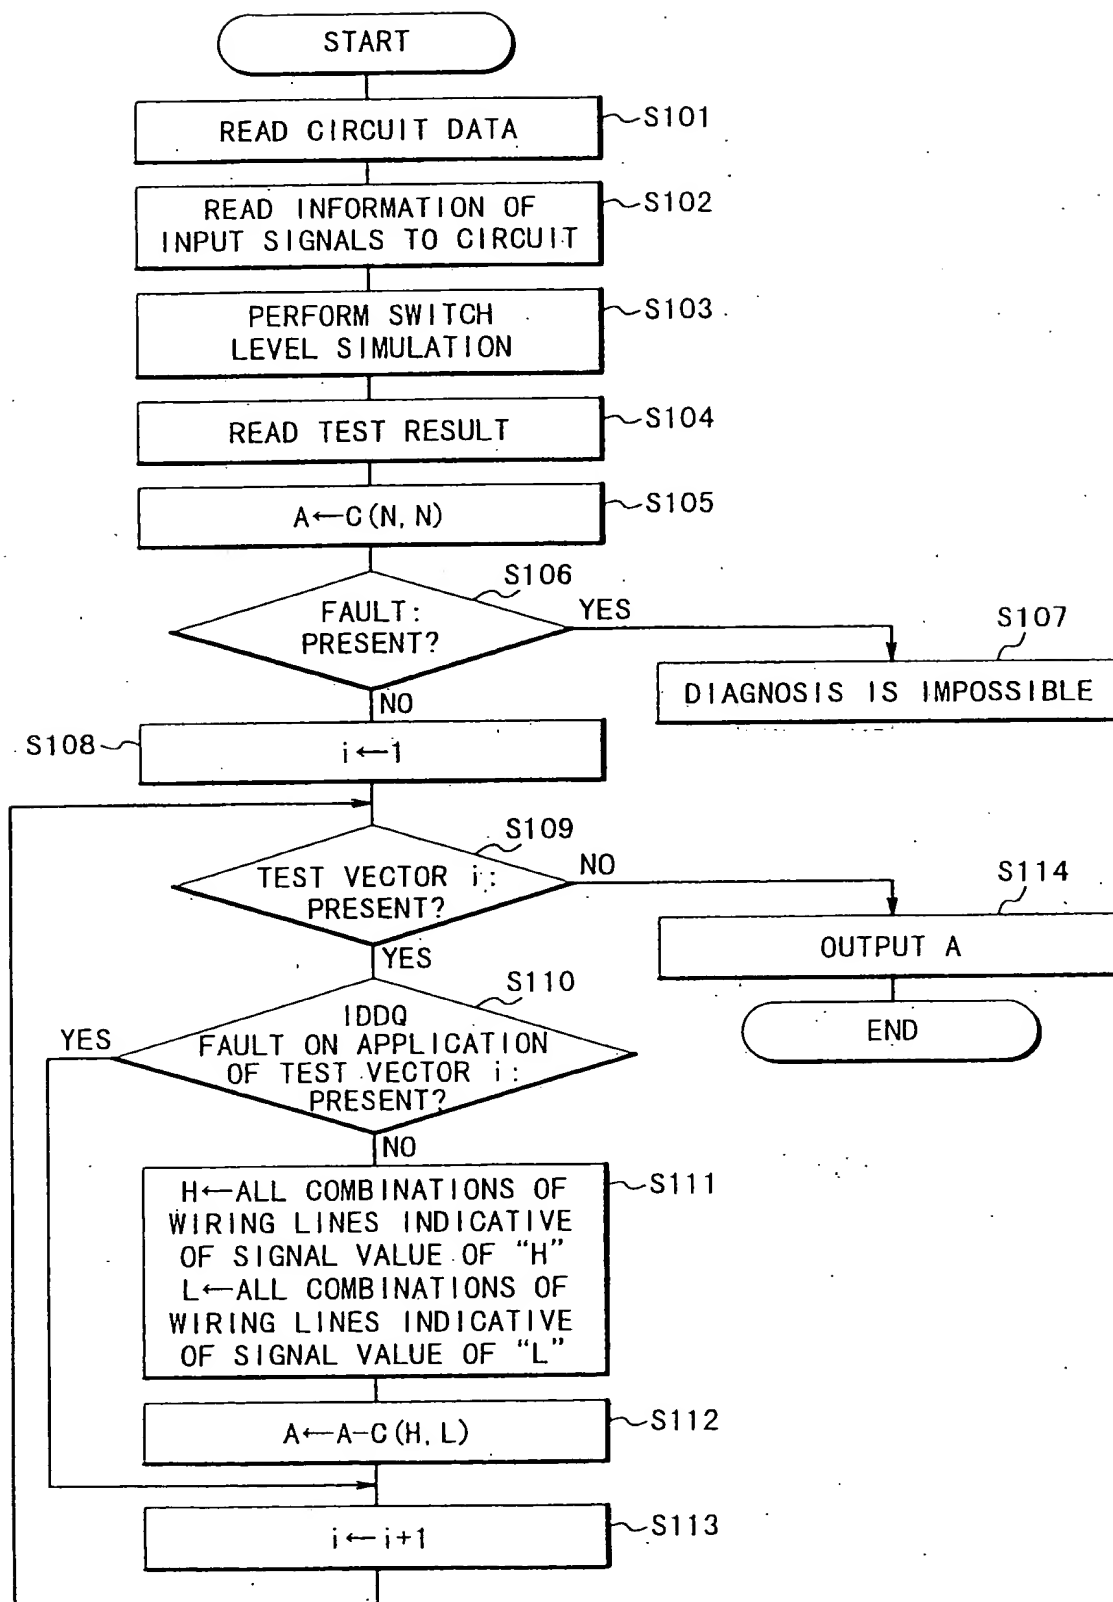 START
READ CIRCUIT DATA
S101
READ INFORMATION OF
INPUT SIGNALS TO CIRCUIT
S102
PERFORM SWITCH
LEVEL SIMULATION
S103
READ TEST RESULT
S104
A←C(N,N)
S105
FAULT:
PRESENT?
S106
YES
NO
S107
DIAGNOSIS IS IMPOSSIBLE
S108
i←1
S109
TEST VECTOR i:
PRESENT?
NO
YES
S114
OUTPUT A
END
S110
IDDQ
FAULT ON APPLICATION
OF TEST VECTOR i:
PRESENT?
YES
NO
H←ALL COMBINATIONS OF
WIRING LINES INDICATIVE
OF SIGNAL VALUE OF “H”
L←ALL COMBINATIONS OF
WIRING LINES INDICATIVE
OF SIGNAL VALUE OF “L”
S111
A←A-C(H,L)
S112
i←i+1
S113